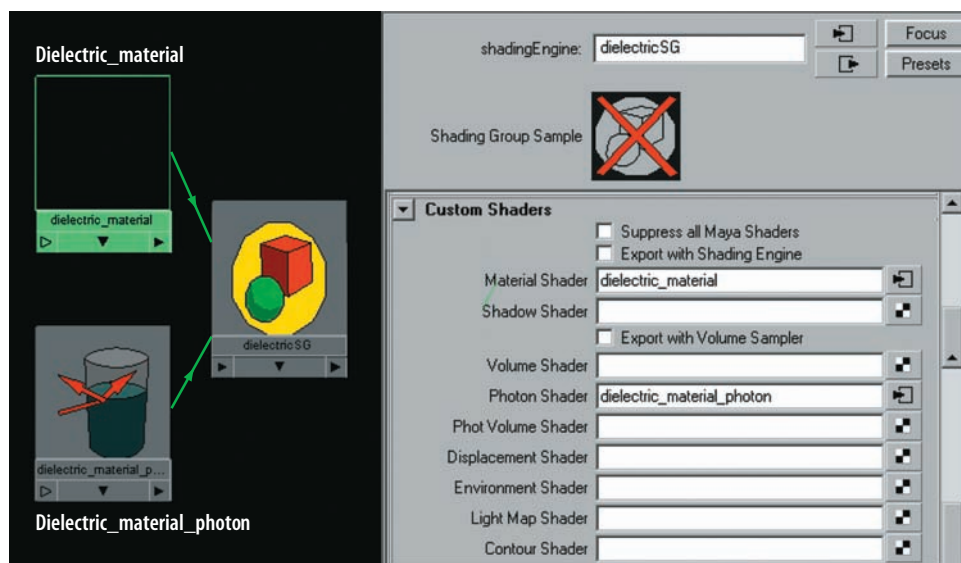 Dielectric_material
dielectric_material
dielectricSG
dielectric_material_p...
Dielectric_material_photon
shadingEngine: dielectricSG
Focus
Presets
Shading Group Sample
Custom Shaders
Suppress all Maya Shaders
Export with Shading Engine
Material Shader dielectric_material
Shadow Shader
Export with Volume Sampler
Volume Shader
Photon Shader dielectric_material_photon
Phot Volume Shader
Displacement Shader
Environment Shader
Light Map Shader
Contour Shader